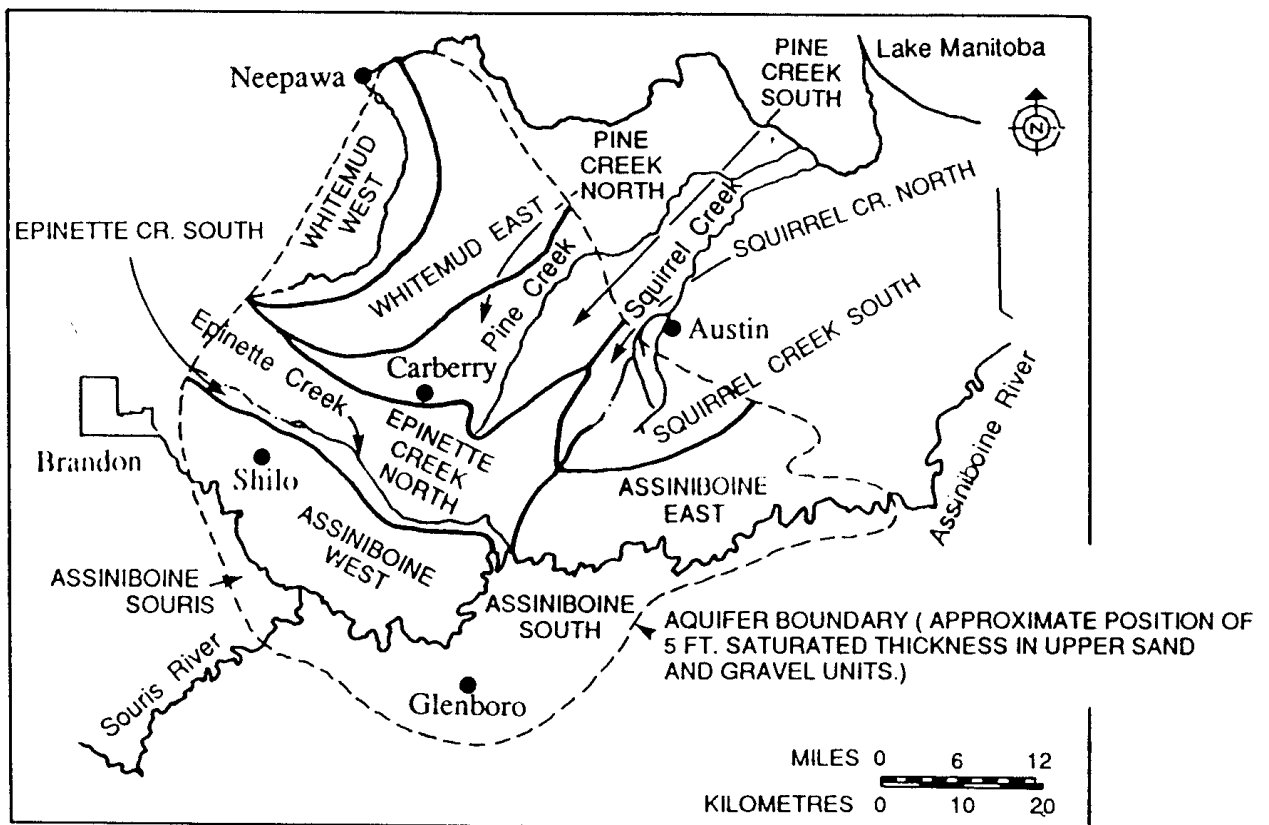 Neepawa
PINE
CREEK
SOUTH
Lake Manitoba
N
PINE
CREEK
NORTH
WHITEMUD
WEST
EPINETTE CR. SOUTH
WHITEMUD EAST
Squirrel Creek
SQUIRREL CR. NORTH
Pine Creek
Epinette Creek
Carberry
Austin
SQUIRREL CREEK SOUTH
EPINETTE
CREEK
NORTH
Brandon
Shilo
ASSINIBOINE
EAST
Assiniboine River
ASSINIBOINE
WEST
ASSINIBOINE
SOURIS
ASSINIBOINE
SOUTH
AQUIFER BOUNDARY ( APPROXIMATE POSITION OF
5 FT. SATURATED THICKNESS IN UPPER SAND
AND GRAVEL UNITS.)
Souris River
Glenboro
MILES 0 6 12
KILOMETRES 0 10 20